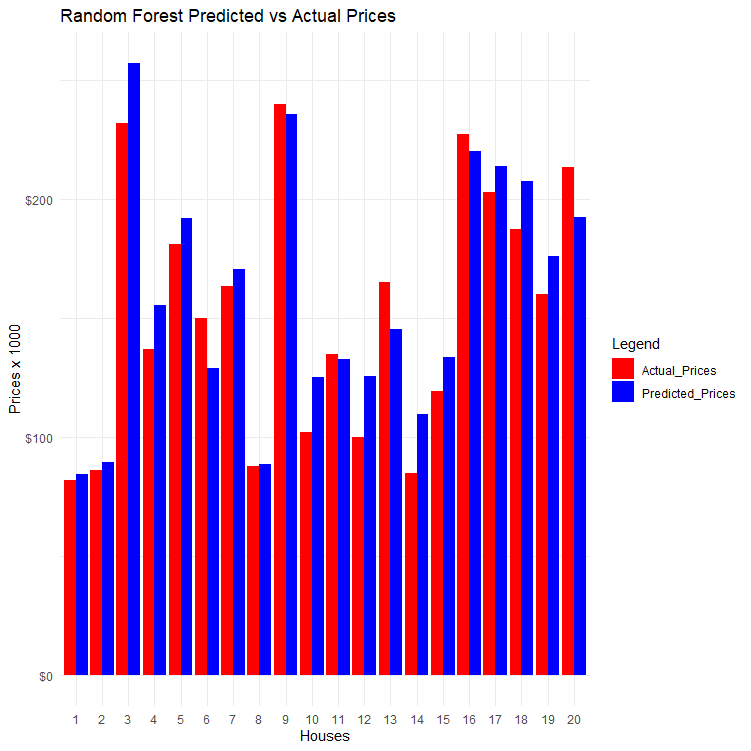 Random Forest Predicted vs Actual Prices
$200
$100
$0
Prices x 1000
1 2 3 4 5 6 7 8 9 10 11 12 13 14 15 16 17 18 19 20
Houses
Legend
Actual_Prices
Predicted_Prices